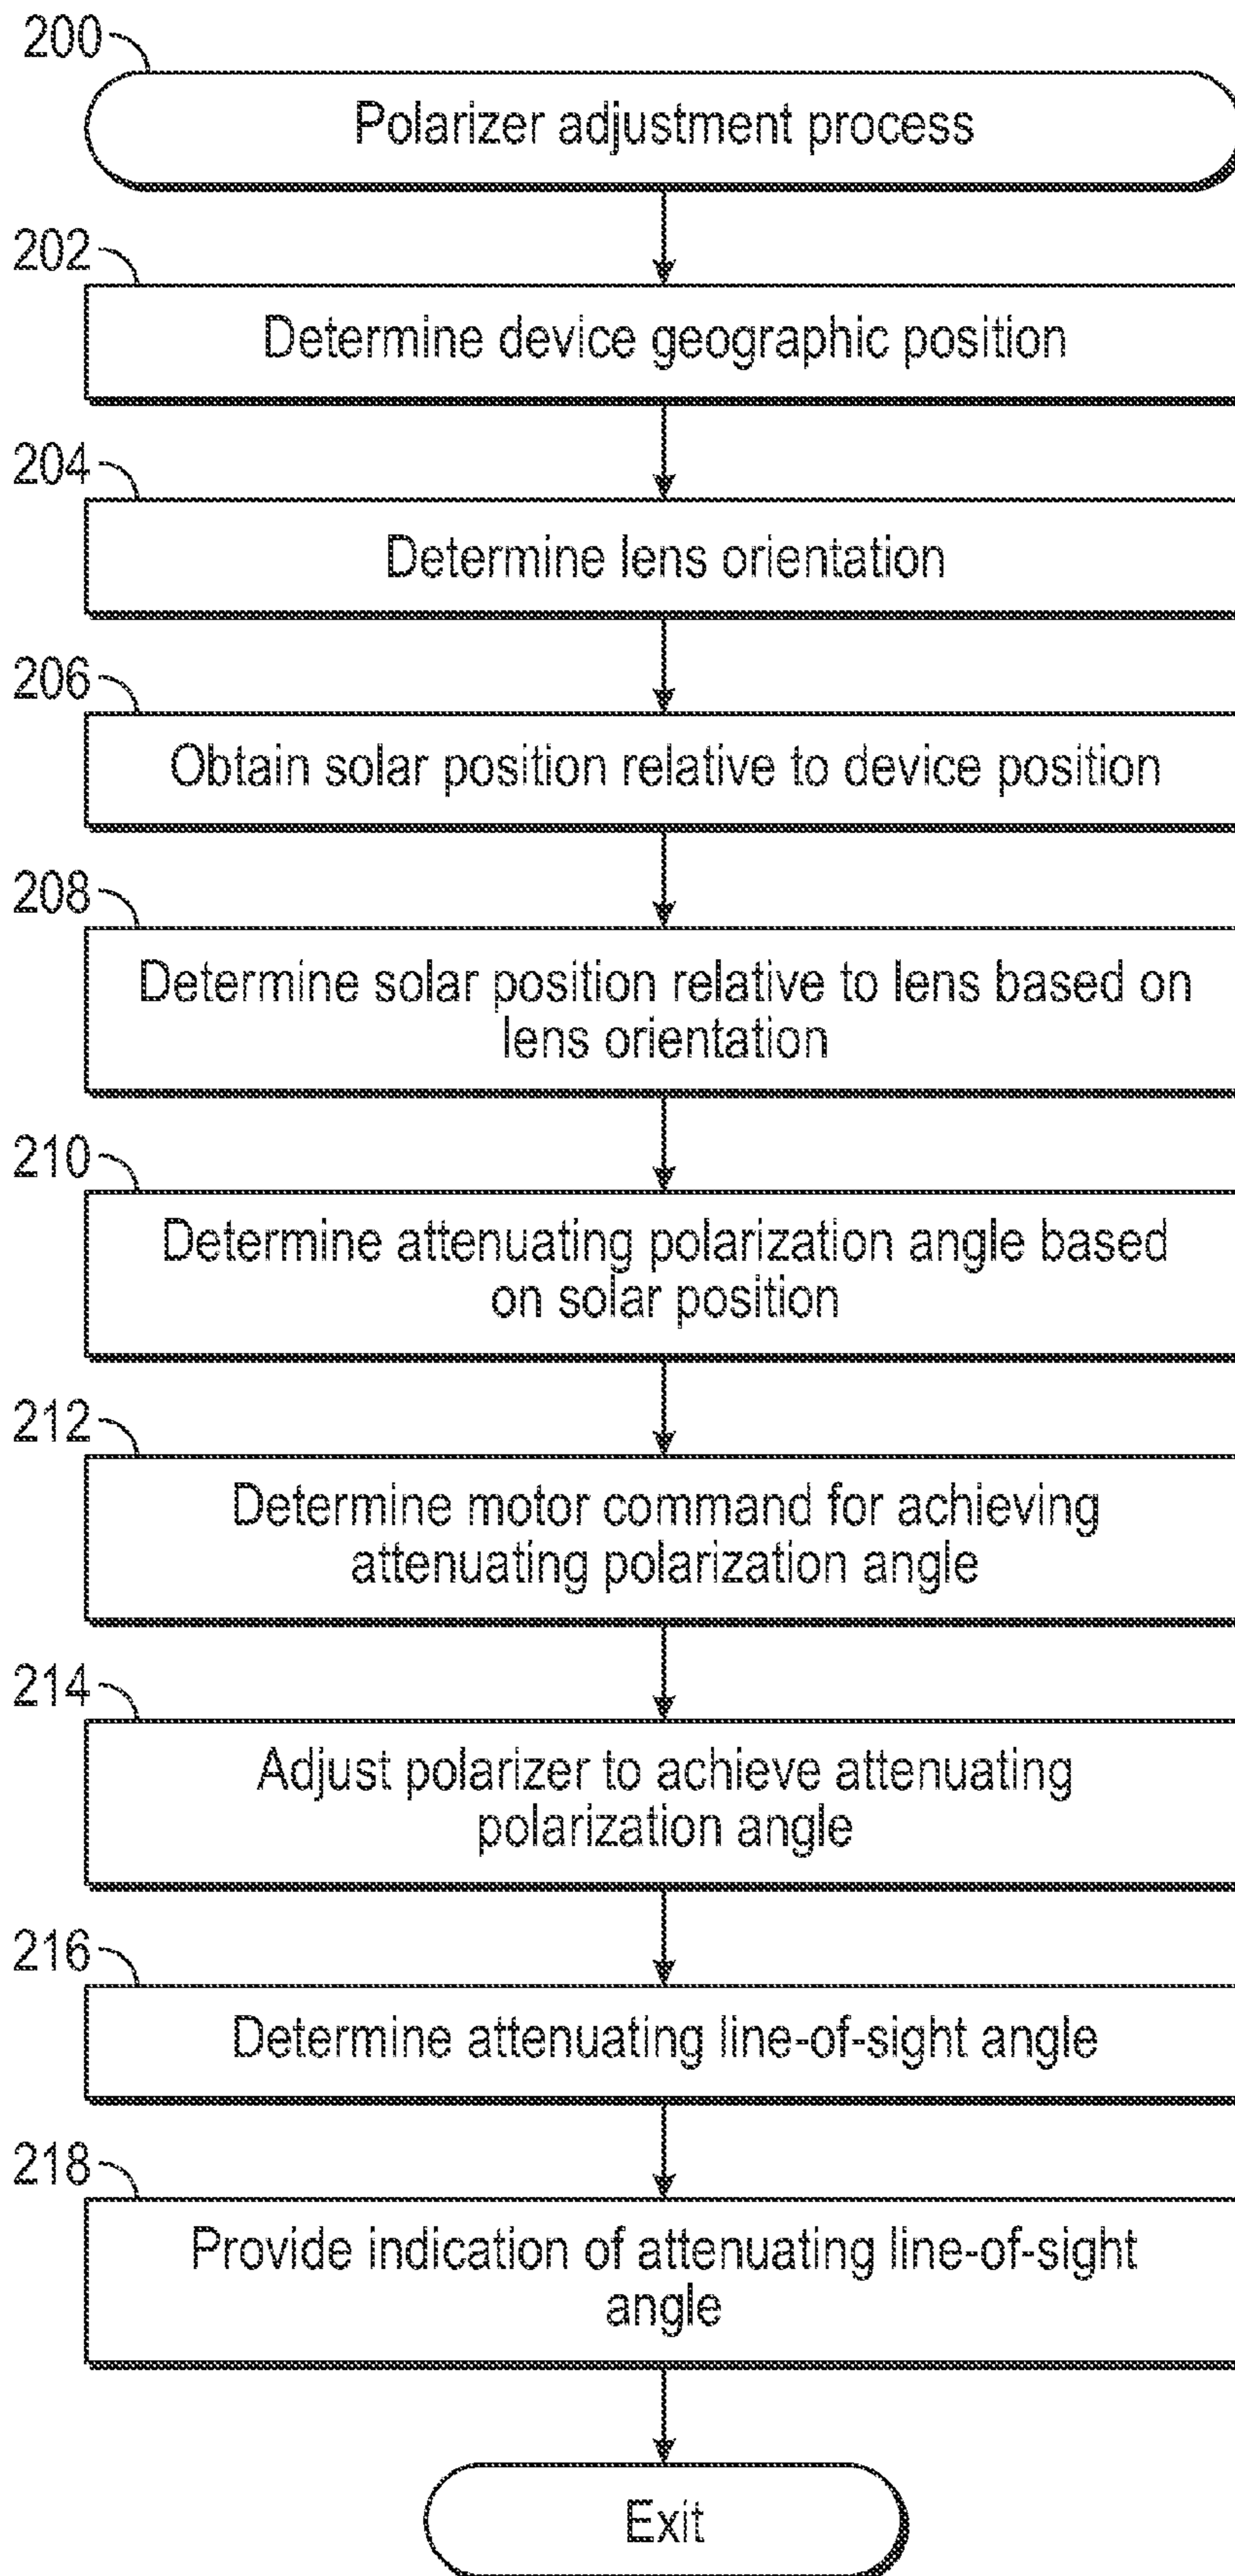 200
Polarizer adjustment process
202
Determine device geographic position
204
Determine lens orientation
206
Obtain solar position relative to device position
208
Determine solar position relative to lens based on
lens orientation
210
Determine attenuating polarization angle based
on solar position
212
Determine motor command for achieving
attenuating polarization angle
214
Adjust polarizer to achieve attenuating
polarization angle
216
Determine attenuating line-of-sight angle
218
Provide indication of attenuating line-of-sight
angle
Exit